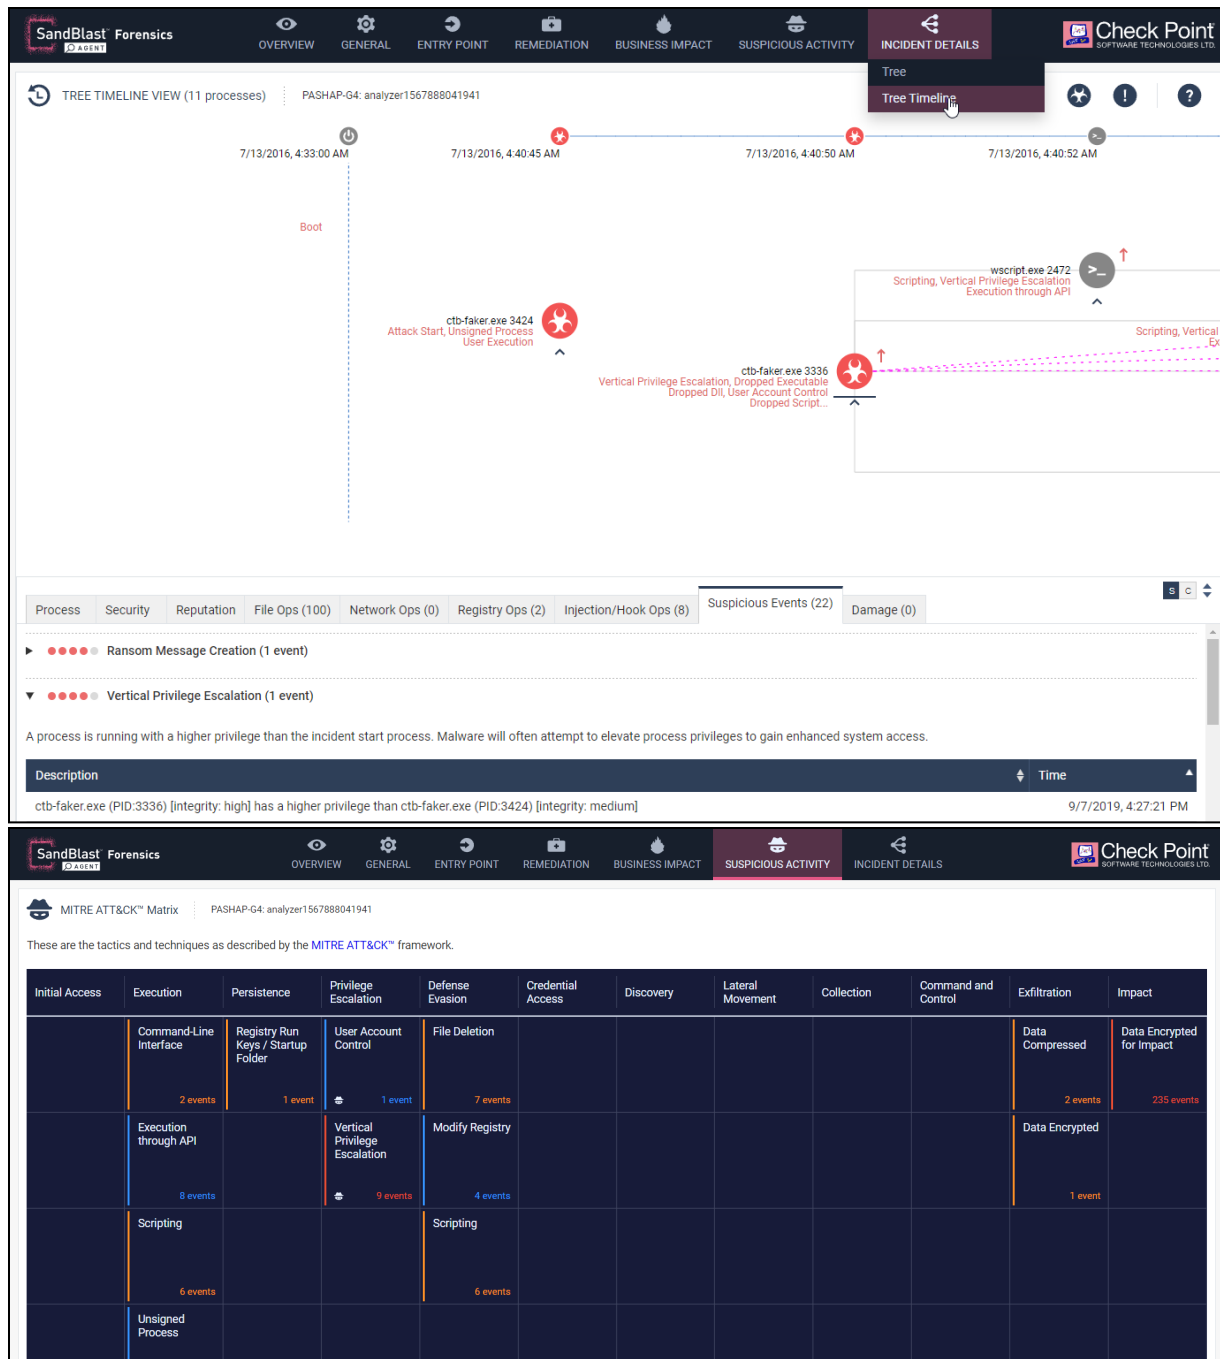 SandBlast Forensics
AGENT
OVERVIEW
GENERAL
ENTRY POINT
REMEDIATION
BUSINESS IMPACT
SUSPICIOUS ACTIVITY
INCIDENT DETAILS
Check Point
SOFTWARE TECHNOLOGIES LTD.
Tree
Tree Timeline
TREE TIMELINE VIEW (11 processes)
PASHAP-G4: analyzer1567888041941
7/13/2016, 4:33:00 AM
7/13/2016, 4:40:45 AM
7/13/2016, 4:40:50 AM
7/13/2016, 4:40:52 AM
Boot
wscript.exe 2472
Scripting, Vertical Privilege Escalation
Execution through API
ctb-faker.exe 3424
Attack Start, Unsigned Process
User Execution
Scripting, Vertical
Ex
ctb-faker.exe 3336
Vertical Privilege Escalation, Dropped Executable
Dropped Dll, User Account Control
Dropped Script...
S C
Process
Security
Reputation
File Ops (100)
Network Ops (0)
Registry Ops (2)
Injection/Hook Ops (8)
Suspicious Events (22)
Damage (0)
Ransom Message Creation (1 event)
Vertical Privilege Escalation (1 event)
A process is running with a higher privilege than the incident start process. Malware will often attempt to elevate process privileges to gain enhanced system access.
Description
Time
ctb-faker.exe (PID:3336) [integrity: high] has a higher privilege than ctb-faker.exe (PID:3424) [integrity: medium]
9/7/2019, 4:27:21 PM
SandBlast Forensics
AGENT
OVERVIEW
GENERAL
ENTRY POINT
REMEDIATION
BUSINESS IMPACT
SUSPICIOUS ACTIVITY
INCIDENT DETAILS
Check Point
SOFTWARE TECHNOLOGIES LTD.
MITRE ATT&CK™ Matrix
PASHAP-G4: analyzer1567888041941
These are the tactics and techniques as described by the MITRE ATT&CK™ framework.
Initial Access
Execution
Persistence
Privilege
Escalation
Defense
Evasion
Credential
Access
Discovery
Lateral
Movement
Collection
Command and
Control
Exfiltration
Impact
Command-Line
Interface
2 events
Registry Run
Keys / Startup
Folder
1 event
User Account
Control
1 event
File Deletion
7 events
Data
Compressed
2 events
Data Encrypted
for Impact
235 events
Execution
through API
8 events
Vertical
Privilege
Escalation
9 events
Modify Registry
4 events
Data Encrypted
1 event
Scripting
6 events
Scripting
6 events
Unsigned
Process